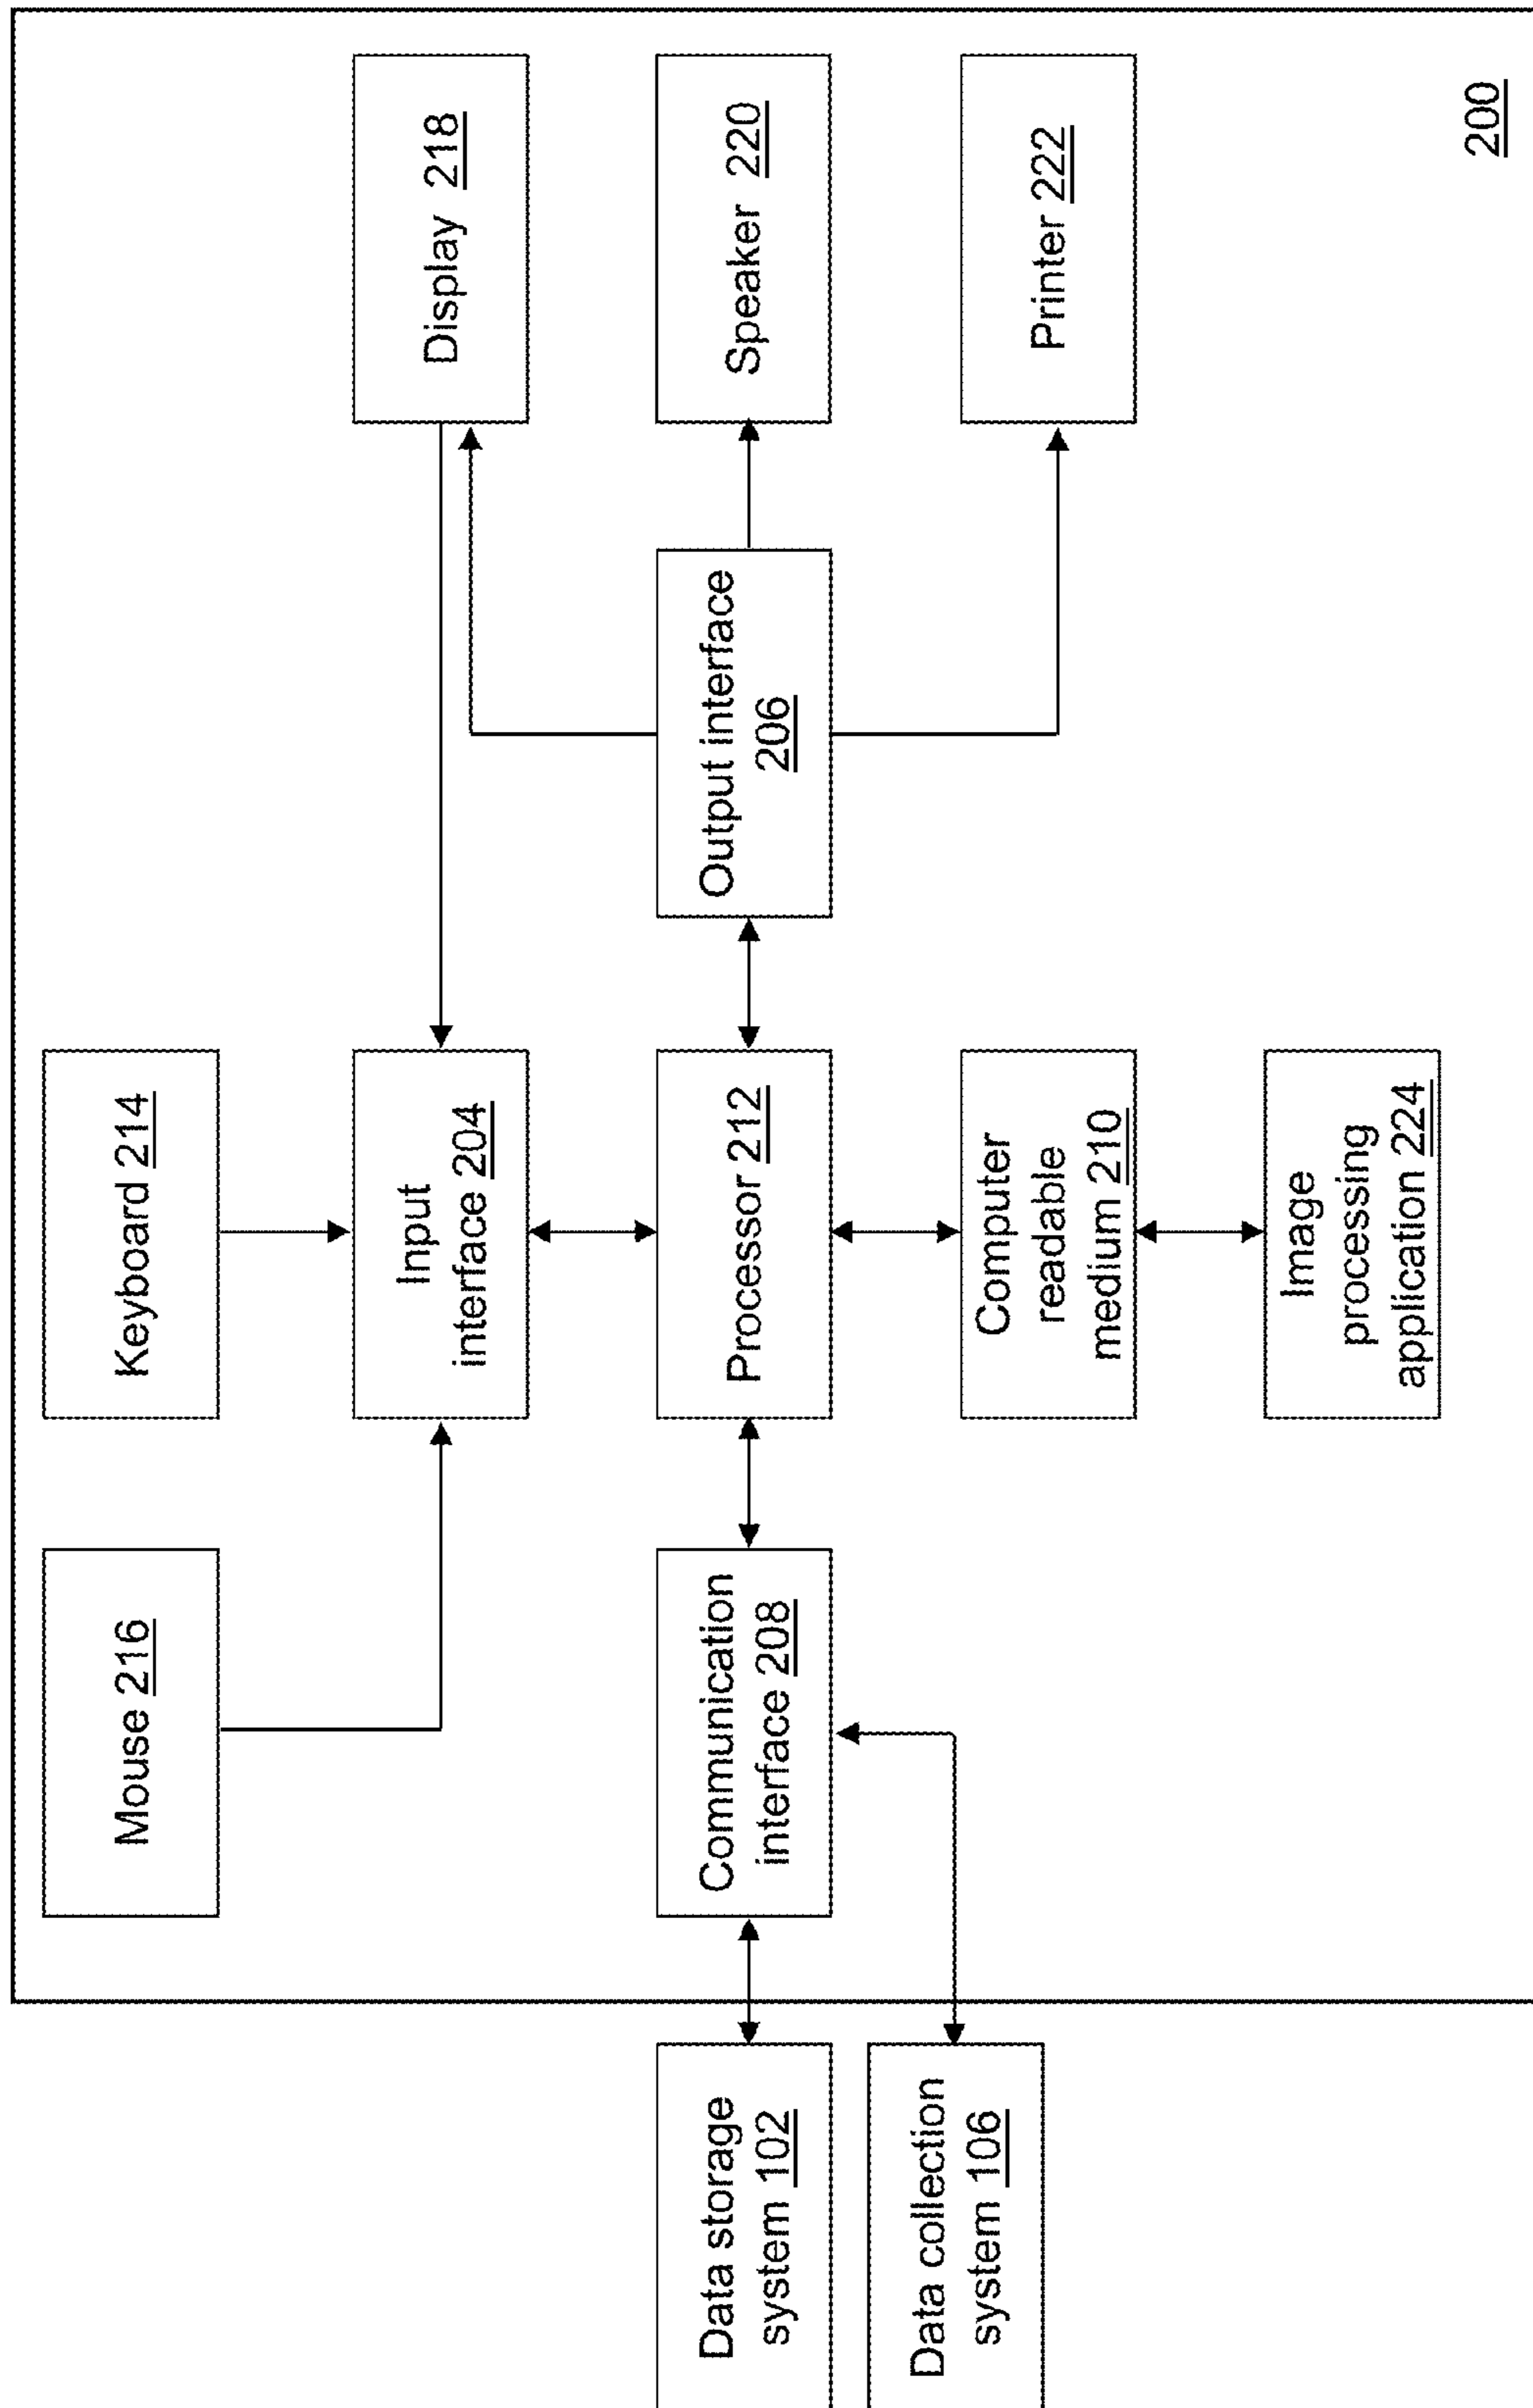 Mouse 216
Keyboard 214
Input
interface 204
Display 218
Data storage
system 102
Communication
interface 208
Processor 212
Output interface
206
Speaker 220
Data collection
system 106
Computer
readable
medium 210
Printer 222
Image
processing
application 224
200